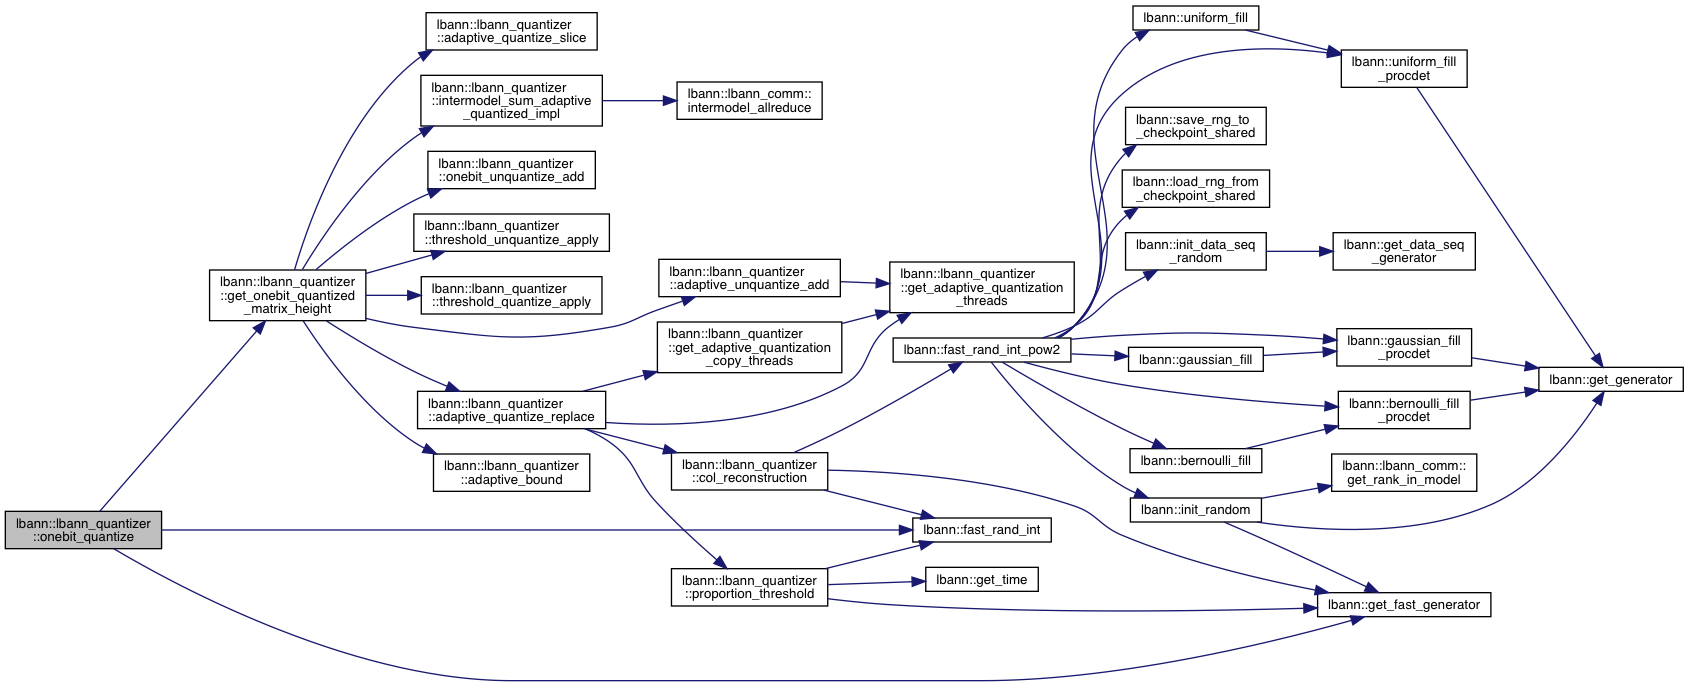 lbann::lbann_quantizer
::onebit_quantize
lbann::lbann_quantizer
::get_onebit_quantized
_matrix_height
lbann::lbann_quantizer
::adaptive_quantize_slice
lbann::lbann_quantizer
::intermodel_sum_adaptive
_quantized_impl
lbann::lbann_quantizer
::onebit_unquantize_add
lbann::lbann_quantizer
::threshold_unquantize_apply
lbann::lbann_quantizer
::threshold_quantize_apply
lbann::lbann_quantizer
::adaptive_quantize_replace
lbann::lbann_quantizer
::adaptive_bound
lbann::lbann_comm::
intermodel_allreduce
lbann::lbann_quantizer
::adaptive_unquantize_add
lbann::lbann_quantizer
::get_adaptive_quantization
_copy_threads
lbann::lbann_quantizer
::col_reconstruction
lbann::lbann_quantizer
::proportion_threshold
lbann::lbann_quantizer
::get_adaptive_quantization
_threads
lbann::fast_rand_int_pow2
lbann::fast_rand_int
lbann::get_time
lbann::uniform_fill
lbann::save_rng_to
_checkpoint_shared
lbann::load_rng_from
_checkpoint_shared
lbann::init_data_seq
_random
lbann::gaussian_fill
lbann::bernoulli_fill
lbann::init_random
lbann::uniform_fill
_procdet
lbann::get_data_seq
_generator
lbann::gaussian_fill
_procdet
lbann::bernoulli_fill
_procdet
lbann::lbann_comm::
get_rank_in_model
lbann::get_fast_generator
lbann::get_generator